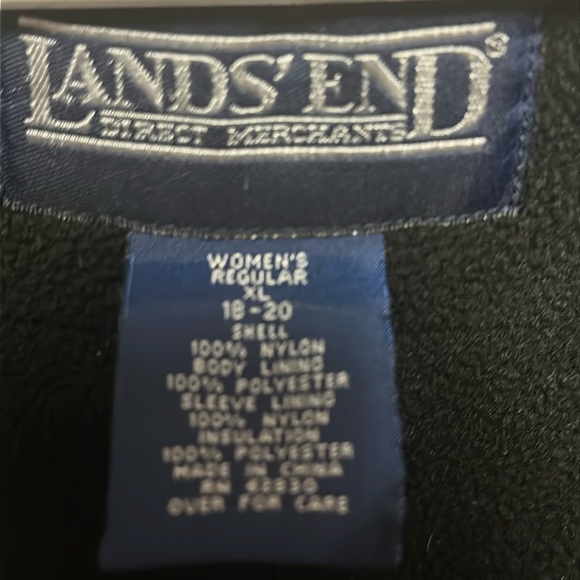 LANDS' END®
DIRECT MERCHANTS
WOMEN'S
REGULAR
XL
18-20
SHELL
100% NYLON
BODY LINING
100% POLYESTER
SLEEVE LINING
100% NYLON
INSULATION
100% POLYESTER
MADE IN CHINA
RN
OVER FOR CARE